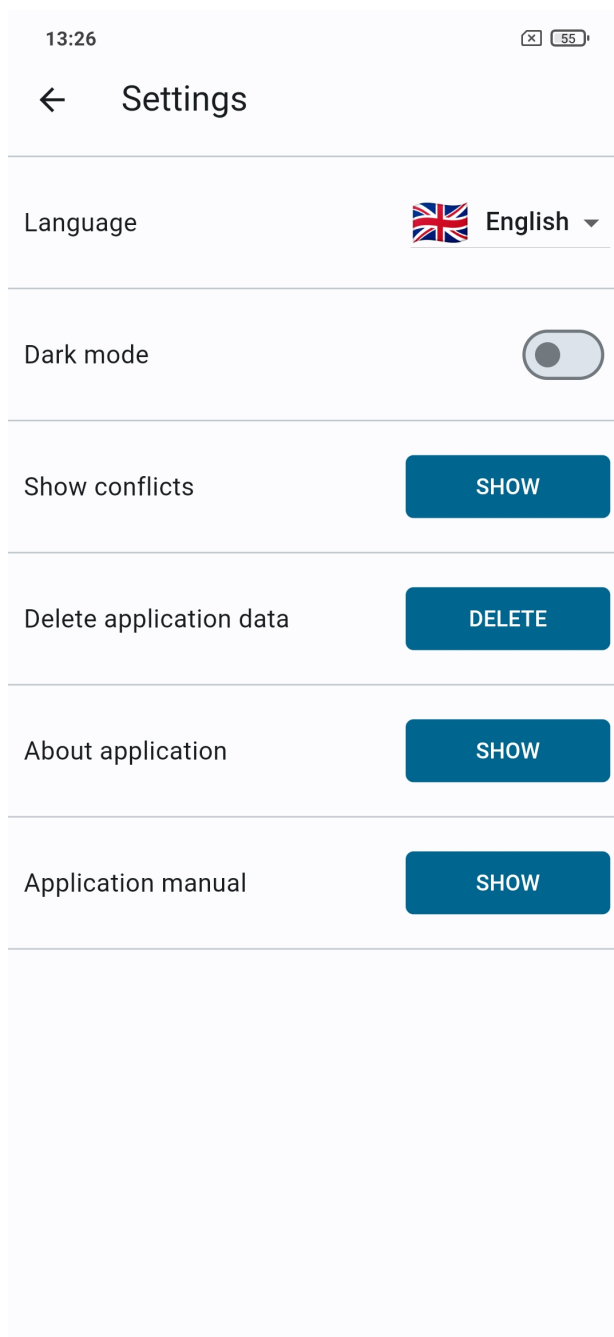 13:26
55
Settings
Language
English
Dark mode
Show conflicts
SHOW
Delete application data
DELETE
About application
SHOW
Application manual
SHOW